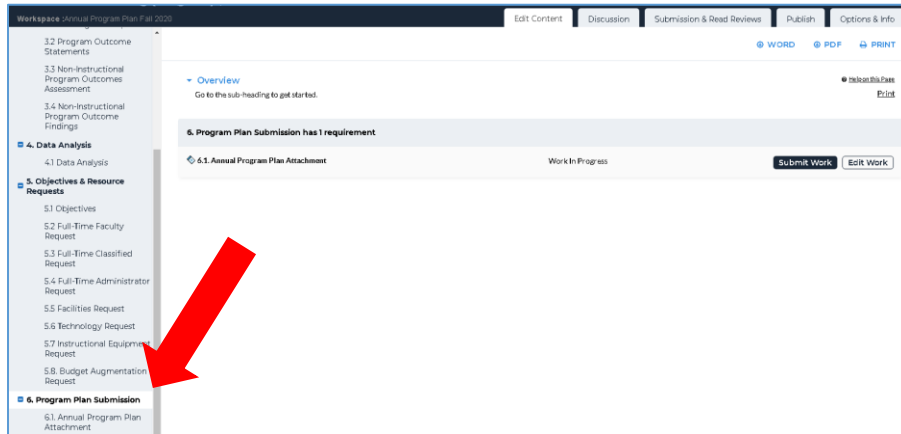 Workspace :Annual Program Plan Fall 2020
Edit Content
Discussion
Submission & Read Reviews
Publish
Options & Info
WORD
PDF
PRINT
3.2 Program Outcome
Statements
3.3 Non-Instructional
Program Outcomes
Assessment
3.4 Non-Instructional
Program Outcome
Findings
4. Data Analysis
4.1 Data Analysis
5. Objectives & Resource
Requests
5.1 Objectives
5.2 Full-Time Faculty
Request
5.3 Full-Time Classified
Request
5.4 Full-Time Administrator
Request
5.5 Facilities Request
5.6 Technology Request
5.7 Instructional Equipment
Request
5.8. Budget Augmentation
Request
6. Program Plan Submission
6.1. Annual Program Plan
Attachment
Overview
Help on this Page
Go to the sub-heading to get started.
Print
6. Program Plan Submission has 1 requirement
6.1. Annual Program Plan Attachment
Work In Progress
Submit Work
Edit Work